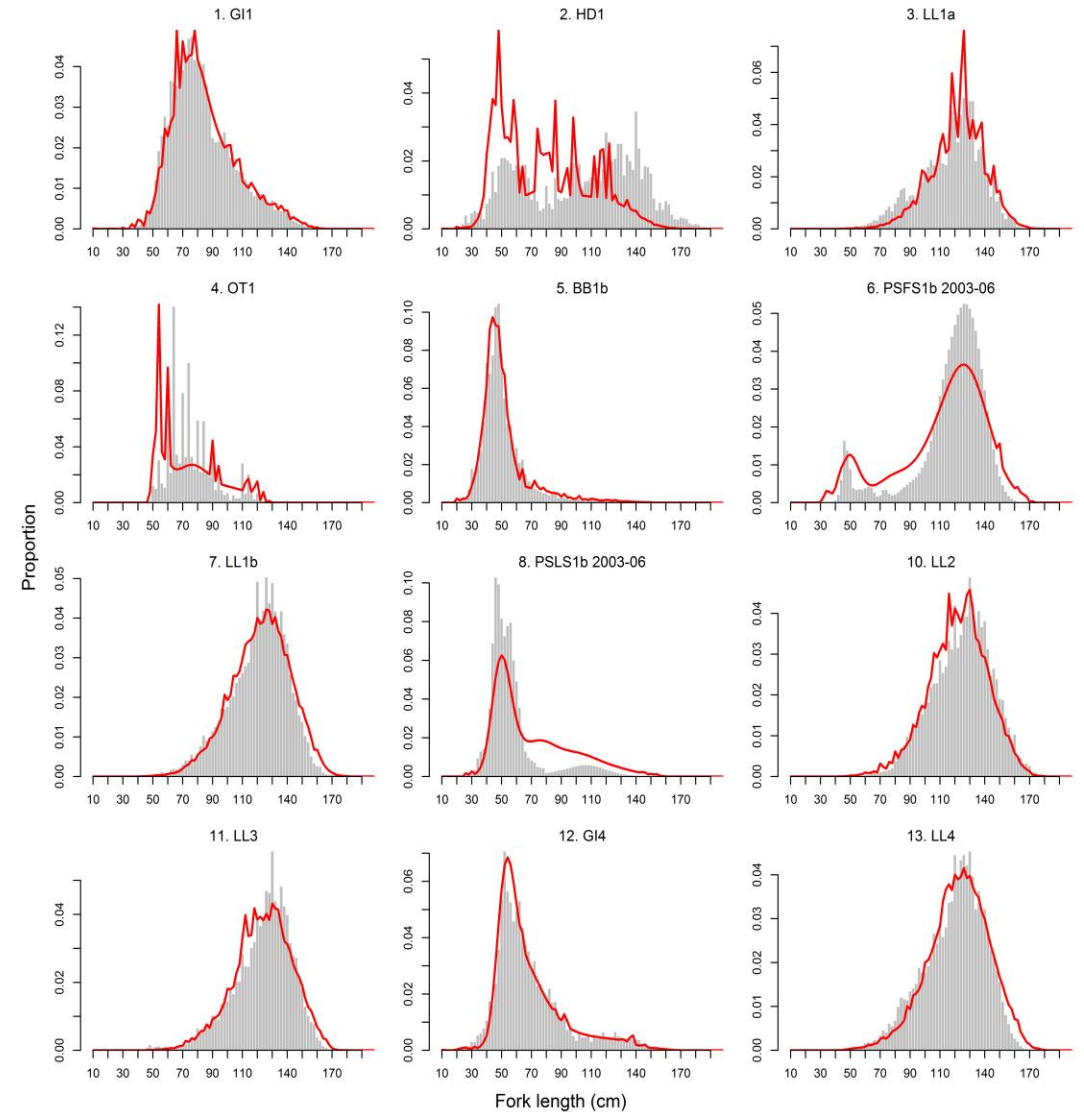 1. GI1
0.00 0.01 0.02 0.03 0.04
10 30 50 70 90 110 140 170
2. HD1
0.00 0.02 0.04
10 30 50 70 90 110 140 170
3. LL1a
0.00 0.02 0.04 0.06
10 30 50 70 90 110 140 170
4. OT1
0.00 0.04 0.08 0.12
10 30 50 70 90 110 140 170
5. BB1b
0.00 0.02 0.04 0.06 0.08 0.10
10 30 50 70 90 110 140 170
6. PSFS1b 2003-06
0.00 0.01 0.02 0.03 0.04 0.05
10 30 50 70 90 110 140 170
Proportion
7. LL1b
0.00 0.01 0.02 0.03 0.04 0.05
10 30 50 70 90 110 140 170
8. PSLS1b 2003-06
0.00 0.02 0.04 0.06 0.08 0.10
10 30 50 70 90 110 140 170
10. LL2
0.00 0.01 0.02 0.03 0.04
10 30 50 70 90 110 140 170
11. LL3
0.00 0.02 0.04
10 30 50 70 90 110 140 170
12. GI4
0.00 0.02 0.04 0.06
10 30 50 70 90 110 140 170
13. LL4
0.00 0.01 0.02 0.03 0.04
10 30 50 70 90 110 140 170
Fork length (cm)